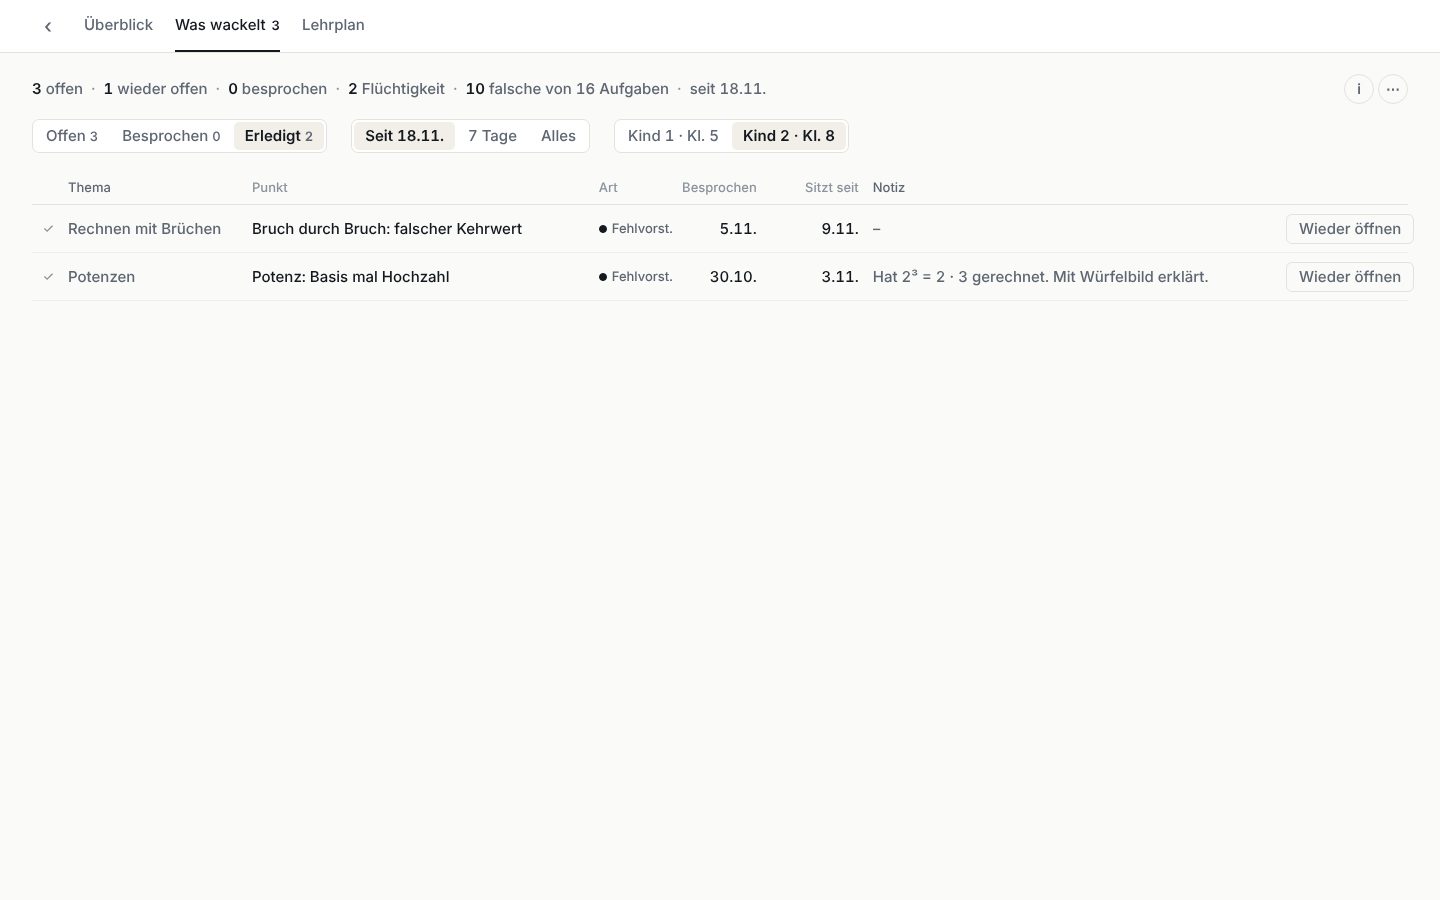 ‹ Überblick Was wackelt 3 Lehrplan
3 offen · 1 wieder offen · 0 besprochen · 2 Flüchtigkeit · 10 falsche von 16 Aufgaben · seit 18.11. i ···
Offen 3 Besprochen 0 Erledigt 2 Seit 18.11. 7 Tage Alles Kind 1 · Kl. 5 Kind 2 · Kl. 8
Thema Punkt Art Besprochen Sitzt seit Notiz
✓ Rechnen mit Brüchen Bruch durch Bruch: falscher Kehrwert ● Fehlvorst. 5.11. 9.11. – Wieder öffnen
✓ Potenzen Potenz: Basis mal Hochzahl ● Fehlvorst. 30.10. 3.11. Hat 2³ = 2 · 3 gerechnet. Mit Würfelbild erklärt. Wieder öffnen